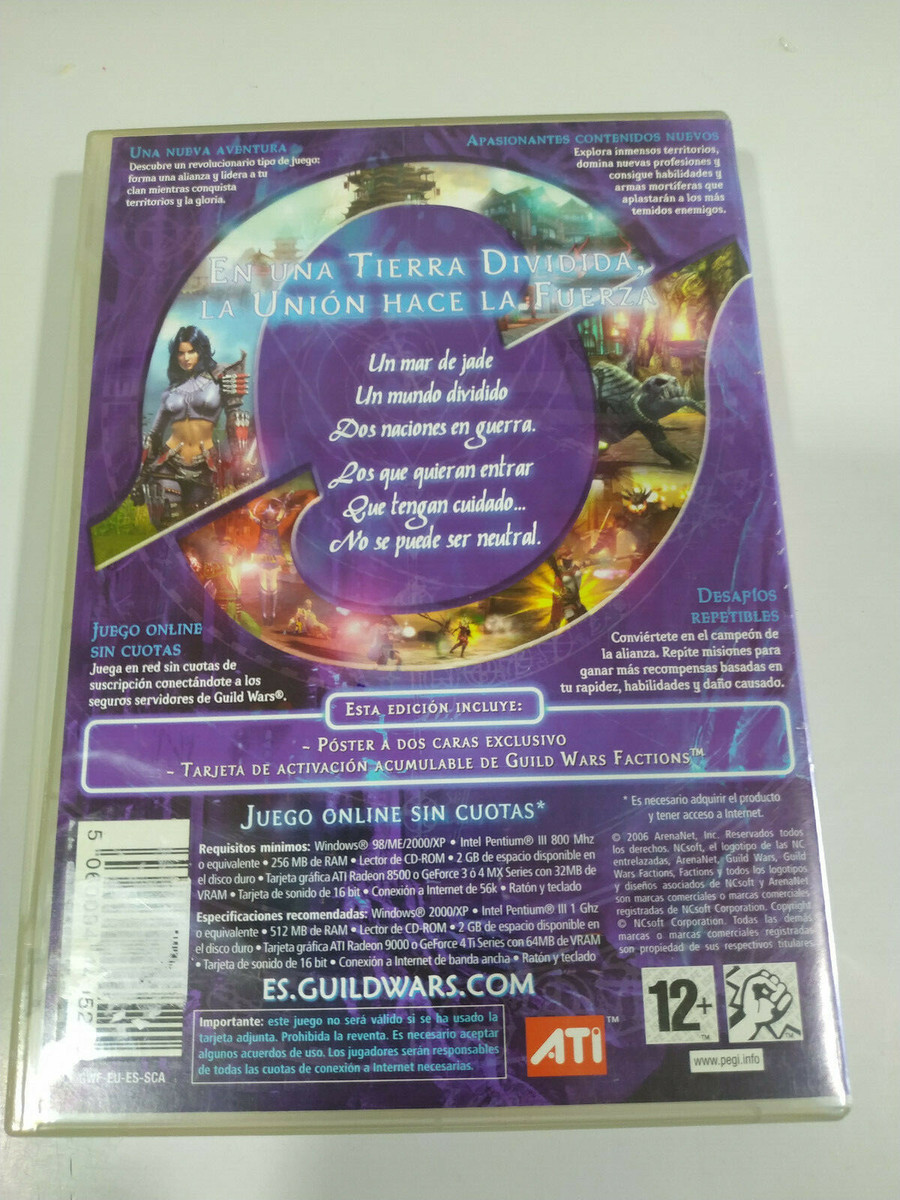 UNA NUEVA AVENTURA
Descubre un revolucionario tipo de juego:
forma una alianza y lidera a tu
clan mientras conquista
territorios y la gloria.
APASIONANTES CONTENIDOS NUEVOS
Explora inmensos territorios,
domina nuevas profesiones y
consigue habilidades y
armas mortíferas que
aplastarán a los más
temidos enemigos.
EN UNA TIERRA DIVIDIDA,
LA UNIÓN HACE LA FUERZA
Un mar de jade
Un mundo dividido
Dos naciones en guerra.
Los que quieran entrar
Que tengan cuidado...
No se puede ser neutral.
JUEGO ONLINE
SIN CUOTAS
Juega en red sin cuotas de
suscripción conectándote a los
seguros servidores de Guild Wars®.
DESAFÍOS
REPETIBLES
Conviértete en el campeón de
la alianza. Repite misiones para
ganar más recompensas basadas en
tu rapidez, habilidades y daño causado.
ESTA EDICIÓN INCLUYE:
- PÓSTER A DOS CARAS EXCLUSIVO
- TARJETA DE ACTIVACIÓN ACUMULABLE DE GUILD WARS FACTIONS™
JUEGO ONLINE SIN CUOTAS*
Requisitos mínimos: Windows® 98/ME/2000/XP • Intel Pentium® III 800 Mhz
o equivalente • 256 MB de RAM • Lector de CD-ROM • 2 GB de espacio disponible en
el disco duro • Tarjeta gráfica ATI Radeon 8500 o GeForce 3 ó 4 MX Series con 32MB de
VRAM • Tarjeta de sonido de 16 bit • Conexión a Internet de 56k • Ratón y teclado
Especificaciones recomendadas: Windows® 2000/XP • Intel Pentium® III 1 Ghz
o equivalente • 512 MB de RAM • Lector de CD-ROM • 2 GB de espacio disponible en
el disco duro • Tarjeta gráfica ATI Radeon 9000 o GeForce 4 Ti Series con 64MB de VRAM
• Tarjeta de sonido de 16 bit • Conexión a Internet de banda ancha • Ratón y teclado
ES.GUILDWARS.COM
Importante: este juego no será válido si se ha usado la
tarjeta adjunta. Prohibida la reventa. Es necesario aceptar
algunos acuerdos de uso. Los jugadores serán responsables
de todas las cuotas de conexión a Internet necesarias.
* Es necesario adquirir el producto
y tener acceso a Internet.
© 2006 ArenaNet, Inc. Reservados todos
los derechos. NCsoft, el logotipo de las NC
entrelazadas, ArenaNet, Guild Wars, Guild
Wars Factions, Factions y todos los logotipos
y diseños asociados de NCsoft y ArenaNet
son marcas comerciales o marcas comerciales
registradas de NCsoft Corporation. Copyright
© NCsoft Corporation. Todas las demás
marcas o marcas comerciales registradas
son propiedad de sus respectivos titulares.
ATI™
12+
www.pegi.info
GWF-EU-ES-SCA